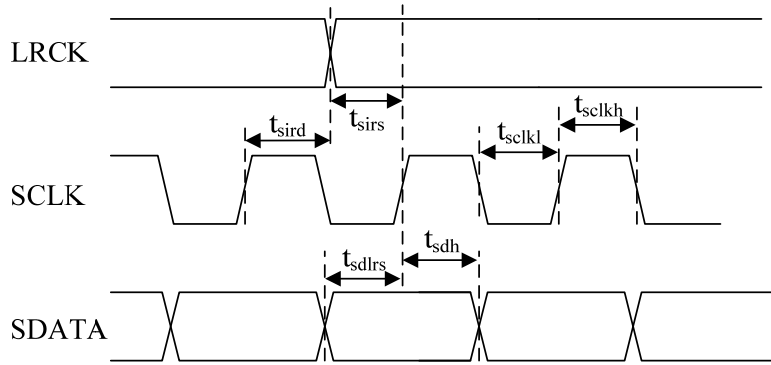 LRCK
tsird
tsirs
tsclkl
tsclkh
SCLK
tsdlrs
tsdh
SDATA